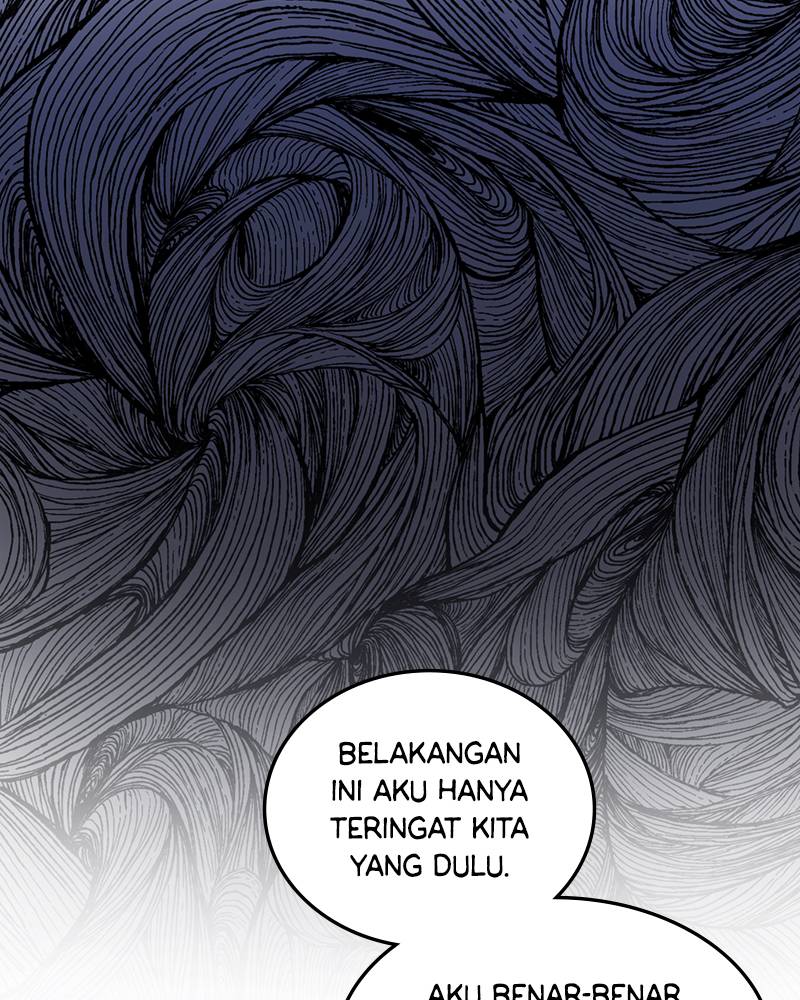 BELAKANGAN
INI AKU HANYA
TERINGAT KITA
YANG DULU.
AKU BENAR-BENAR